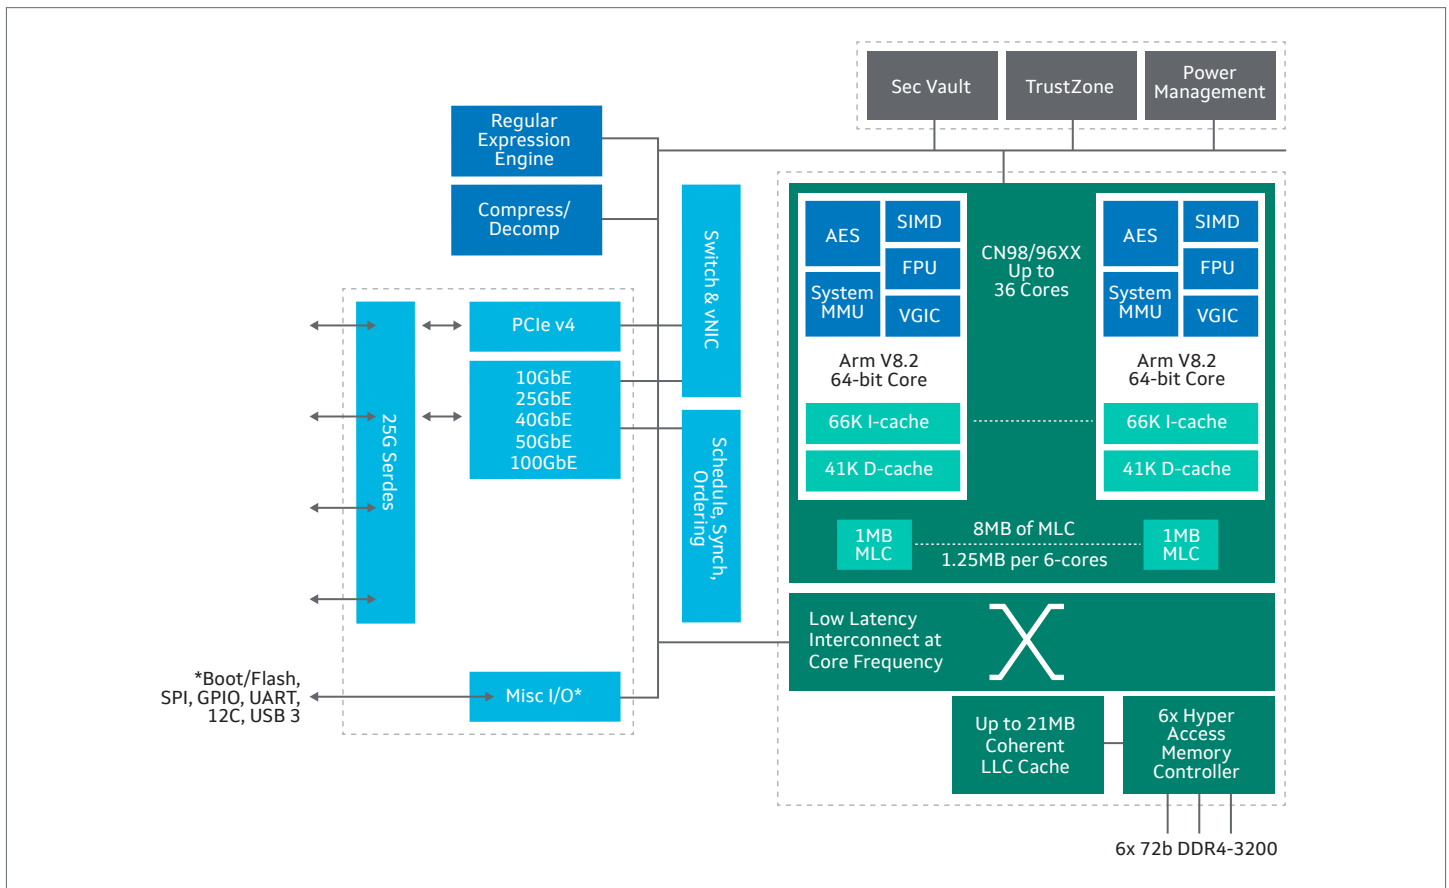 Sec Vault
TrustZone
Power
Management
Regular
Expression
Engine
Compress/
Decomp
Switch & vNIC
PCIe v4
10GbE
25GbE
40GbE
50GbE
100GbE
25G Serdes
Schedule, Synch,
Ordering
*Boot/Flash,
SPI, GPIO, UART,
12C, USB 3
Misc I/O*
AES
SIMD
FPU
System
MMU
VGIC
Arm V8.2
64-bit Core
66K I-cache
41K D-cache
CN98/96XX
Up to
36 Cores
AES
SIMD
FPU
System
MMU
VGIC
Arm V8.2
64-bit Core
66K I-cache
41K D-cache
1MB
MLC
8MB of MLC
1.25MB per 6-cores
1MB
MLC
Low Latency
Interconnect at
Core Frequency
Up to 21MB
Coherent
LLC Cache
6x Hyper
Access
Memory
Controller
6x 72b DDR4-3200